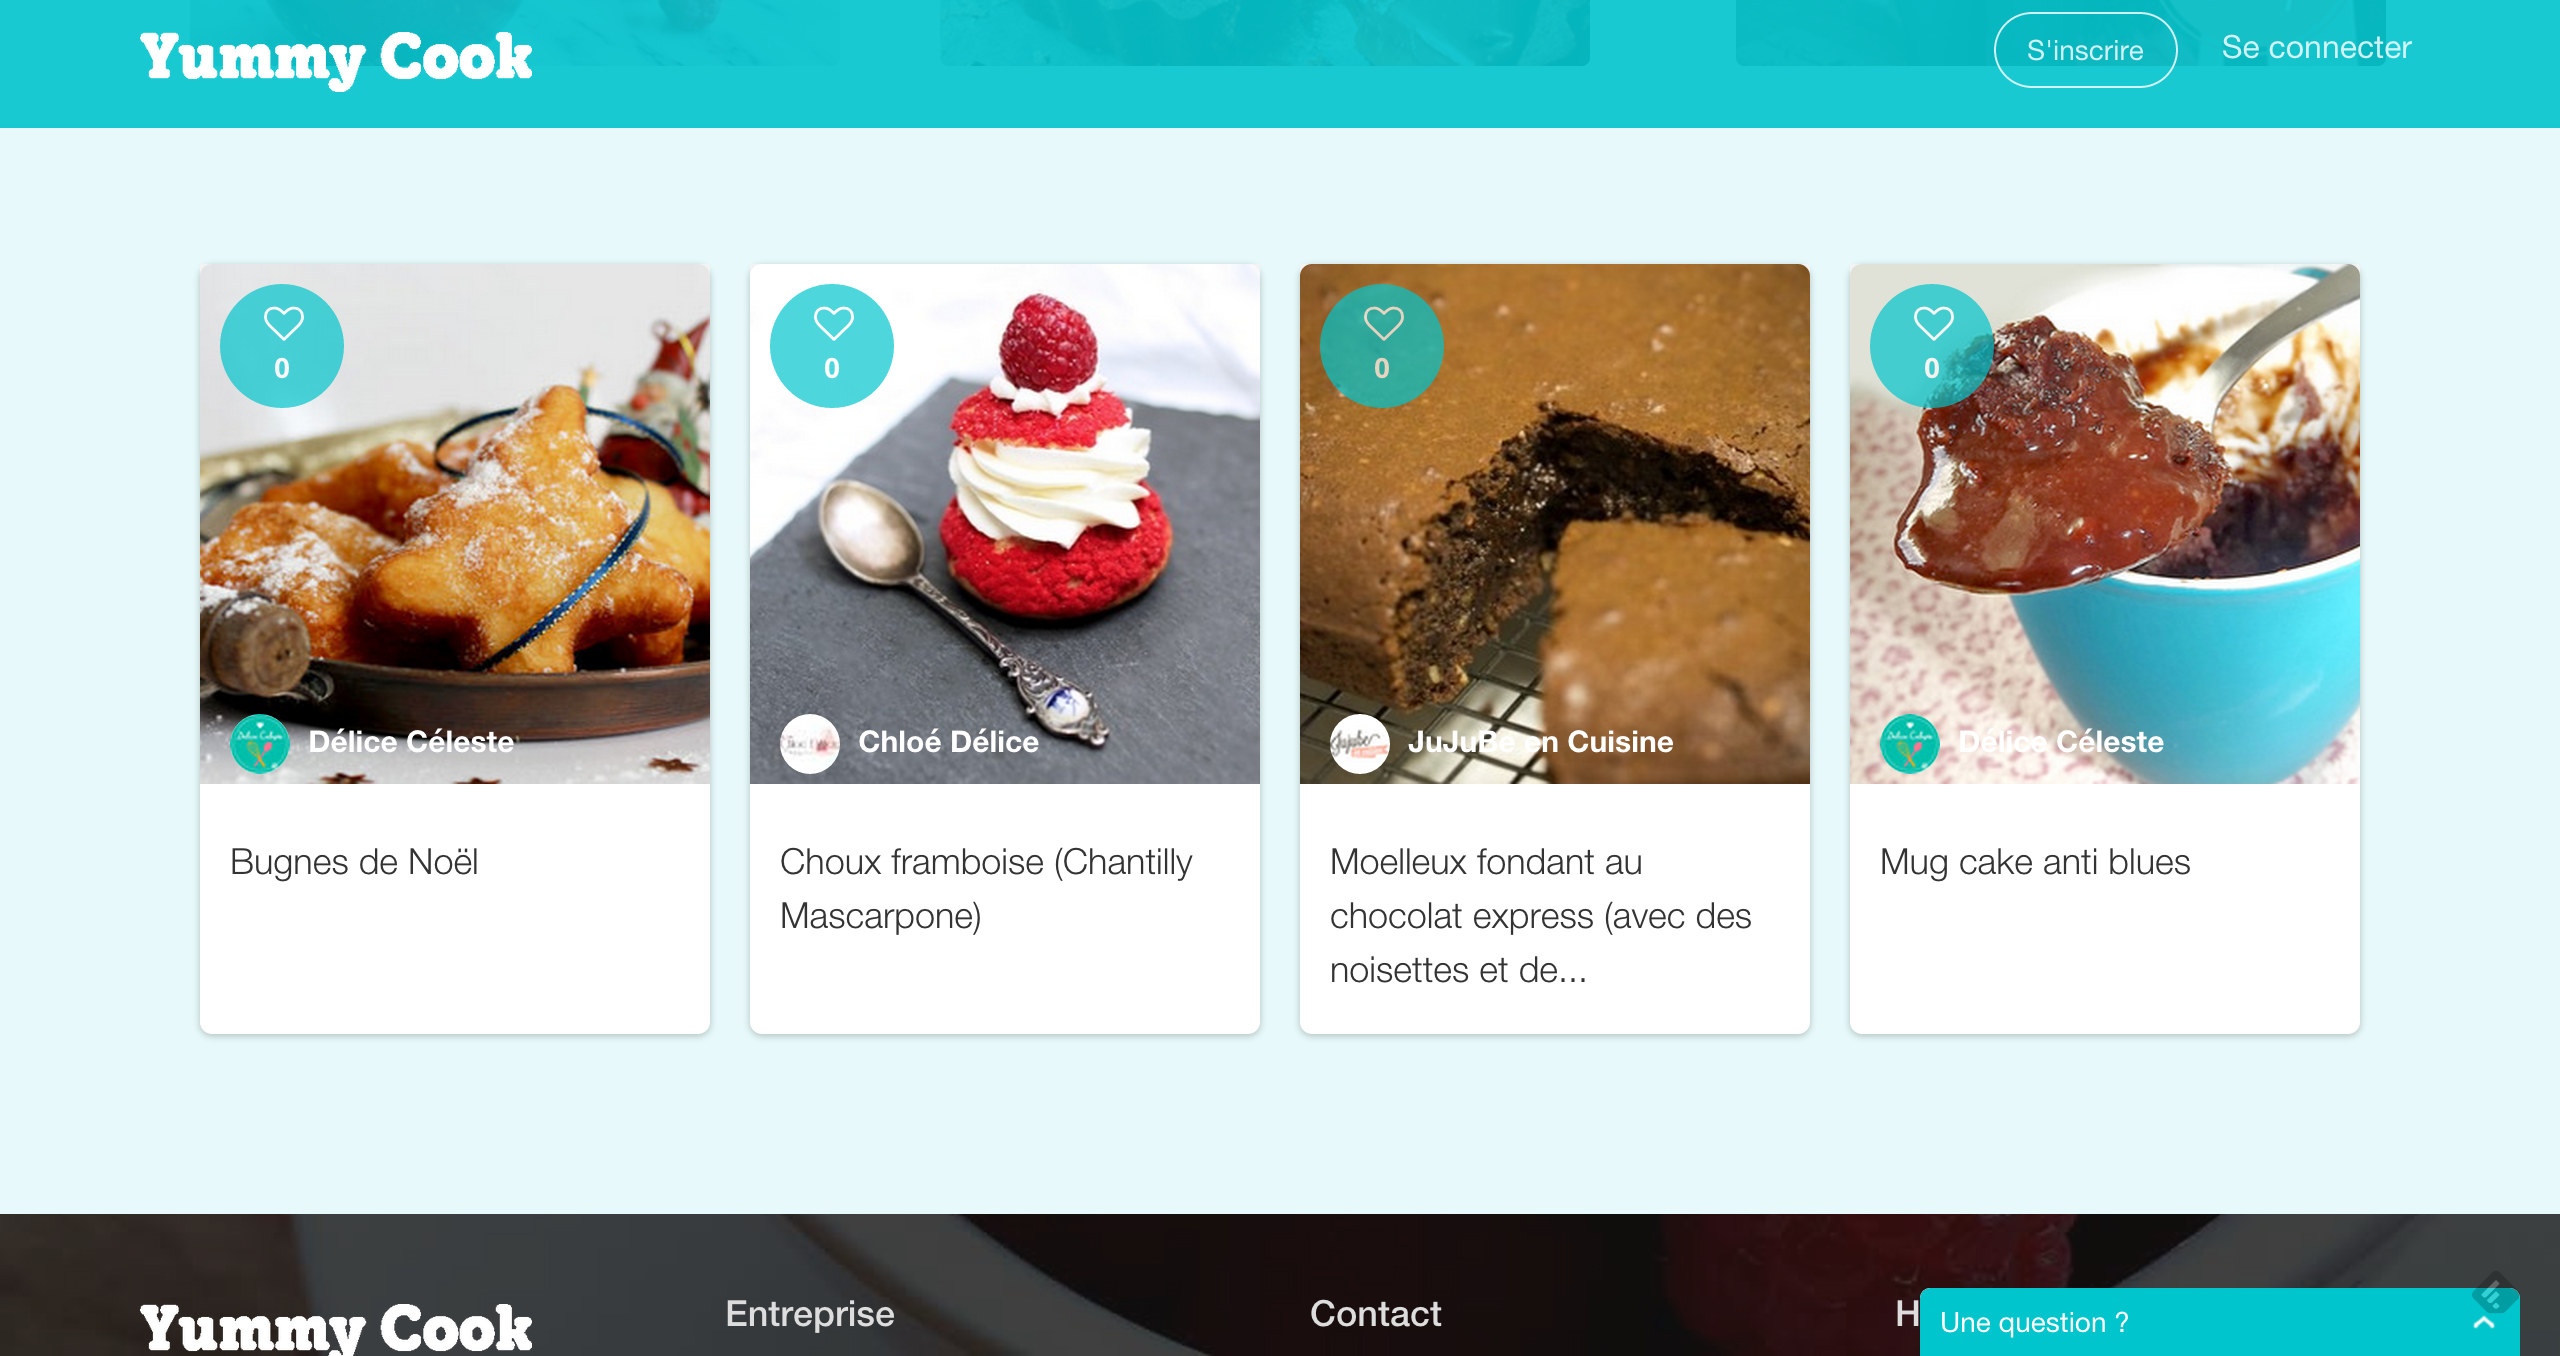 Yummy Cook
S'inscrire
Se connecter
0
0
0
0
Délice Céleste
Chloé Délice
JuJuBe en Cuisine
Délice Céleste
Bugnes de Noël
Choux framboise (Chantilly
Mascarpone)
Moelleux fondant au
chocolat express (avec des
noisettes et de...
Mug cake anti blues
Yummy Cook
Entreprise
Contact
H
Une question ?